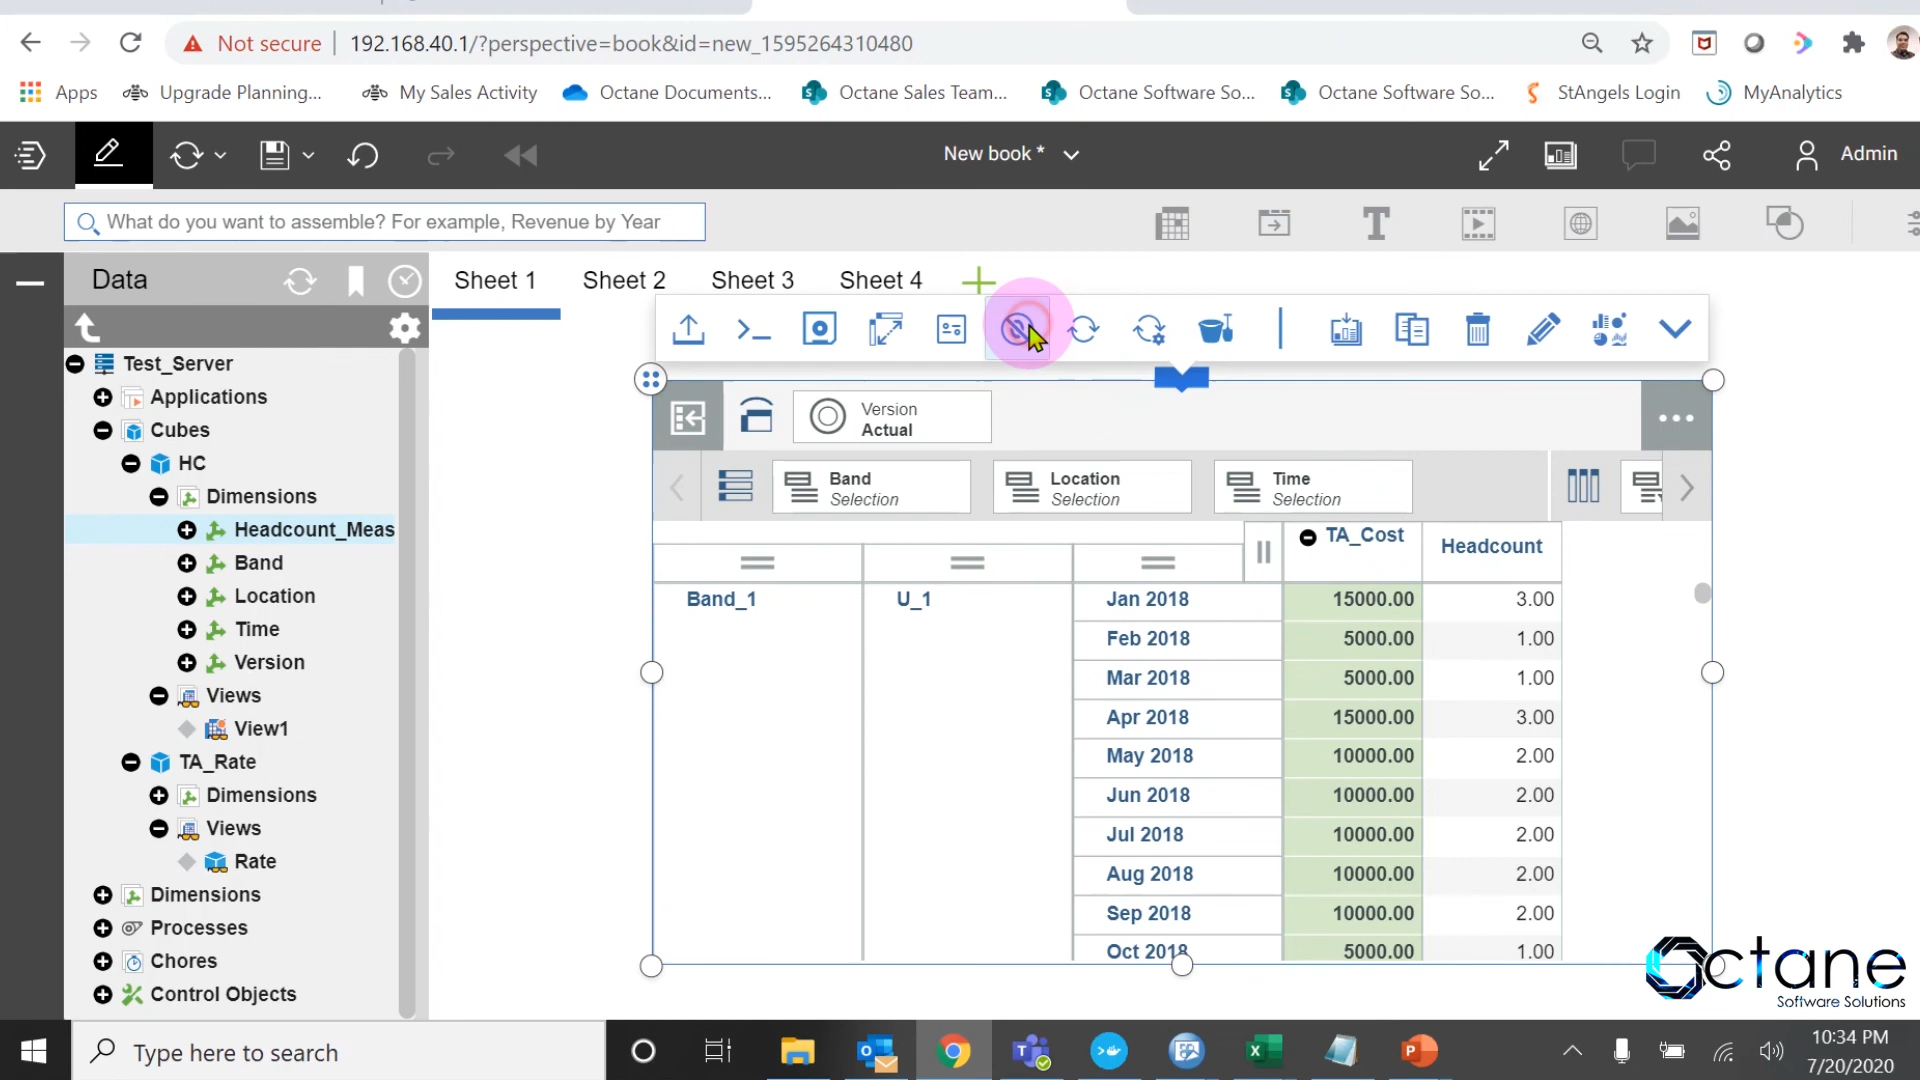 Not secure
192.168.40.1/?perspective=book&id=new_1595264310480
Apps
Upgrade Planning...
My Sales Activity
Octane Documents...
Octane Sales Team...
Octane Software So...
Octane Software So...
StAngels Login
MyAnalytics
New book *
Admin
What do you want to assemble? For example, Revenue by Year
Data
Sheet 1
Sheet 2
Sheet 3
Sheet 4
Test_Server
Applications
Cubes
HC
Dimensions
Headcount_Meas
Band
Location
Time
Version
Views
View1
TA_Rate
Dimensions
Views
Rate
Dimensions
Processes
Chores
Control Objects
Version
Actual
Band
Selection
Location
Selection
Time
Selection
TA_Cost Headcount
Band_1 U_1 Jan 2018 15000.00 3.00
Feb 2018 5000.00 1.00
Mar 2018 5000.00 1.00
Apr 2018 15000.00 3.00
May 2018 10000.00 2.00
Jun 2018 10000.00 2.00
Jul 2018 10000.00 2.00
Aug 2018 10000.00 2.00
Sep 2018 10000.00 2.00
Oct 2018 5000.00 1.00
Octane
Software Solutions
Type here to search
10:34 PM
7/20/2020